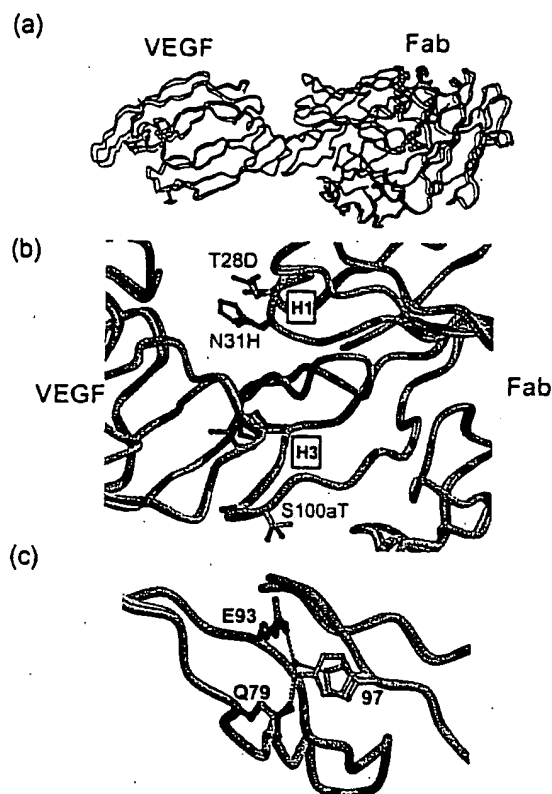 (a)
VEGF
Fab
(b)
T28D
H1
N31H
VEGF
Fab
H3
S100aT
(c)
E93
Q79
97